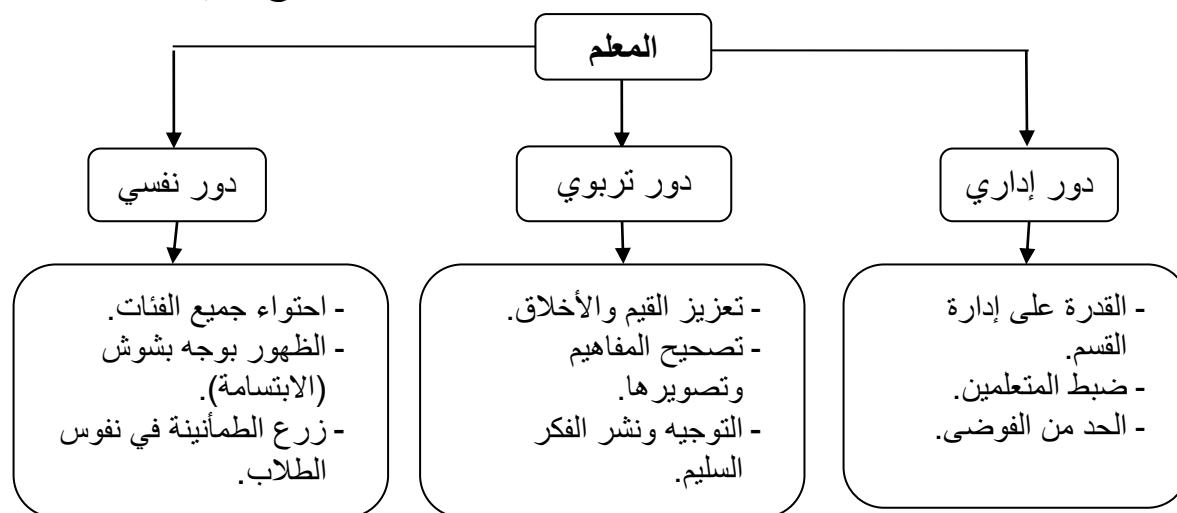 المعلم
دور إداري
دور تربوي
دور نفسي
- القدرة على إدارة
القسم.
- ضبط المتعلمين.
- الحد من الفوضى.
- تعزيز القيم والأخلاق.
- تصحيح المفاهيم
وتصويرها.
- التوجيه ونشر الفكر
السليم.
- احتواء جميع الفئات.
- الظهور بوجه بشوش
(الابتسامة).
- زرع الطمأنينة في نفوس
الطلاب.